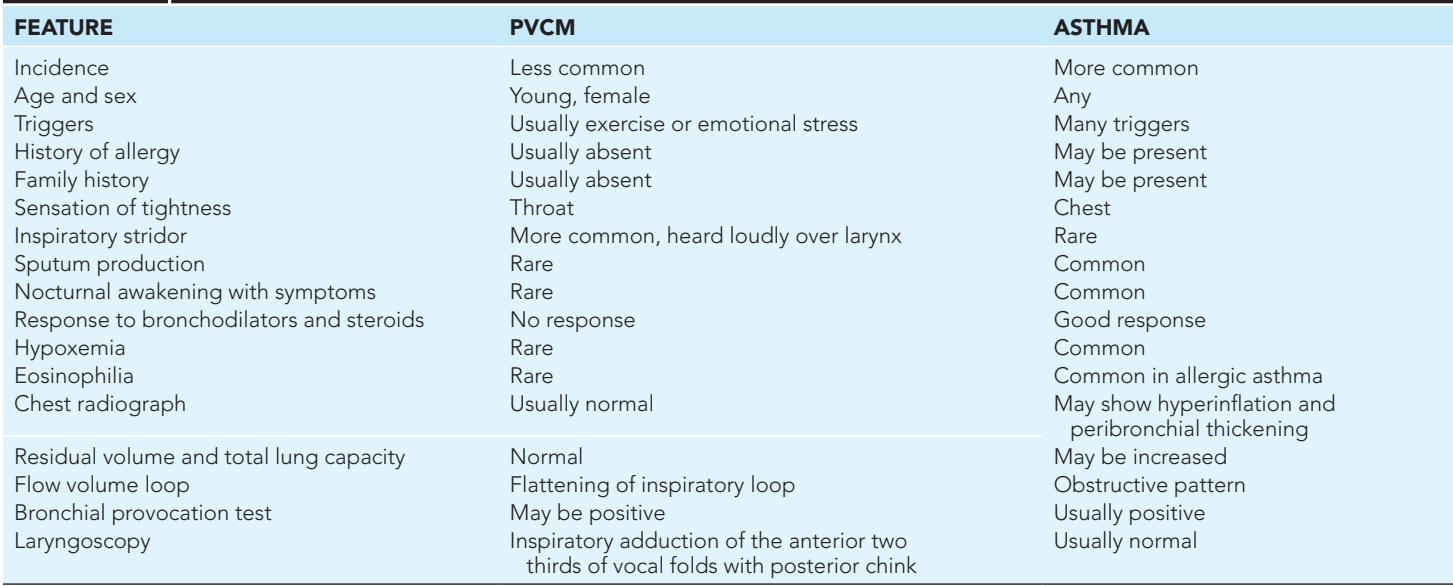 FEATURE PVCM ASTHMA
Incidence Less common More common
Age and sex Young, female Any
Triggers Usually exercise or emotional stress Many triggers
History of allergy Usually absent May be present
Family history Usually absent May be present
Sensation of tightness Throat Chest
Inspiratory stridor More common, heard loudly over larynx Rare
Sputum production Rare Common
Nocturnal awakening with symptoms Rare Common
Response to bronchodilators and steroids No response Good response
Hypoxemia Rare Common
Eosinophilia Rare Common in allergic asthma
Chest radiograph Usually normal May show hyperinflation and
peribronchial thickening
Residual volume and total lung capacity Normal May be increased
Flow volume loop Flattening of inspiratory loop Obstructive pattern
Bronchial provocation test May be positive Usually positive
Laryngoscopy Inspiratory adduction of the anterior two Usually normal
thirds of vocal folds with posterior chink